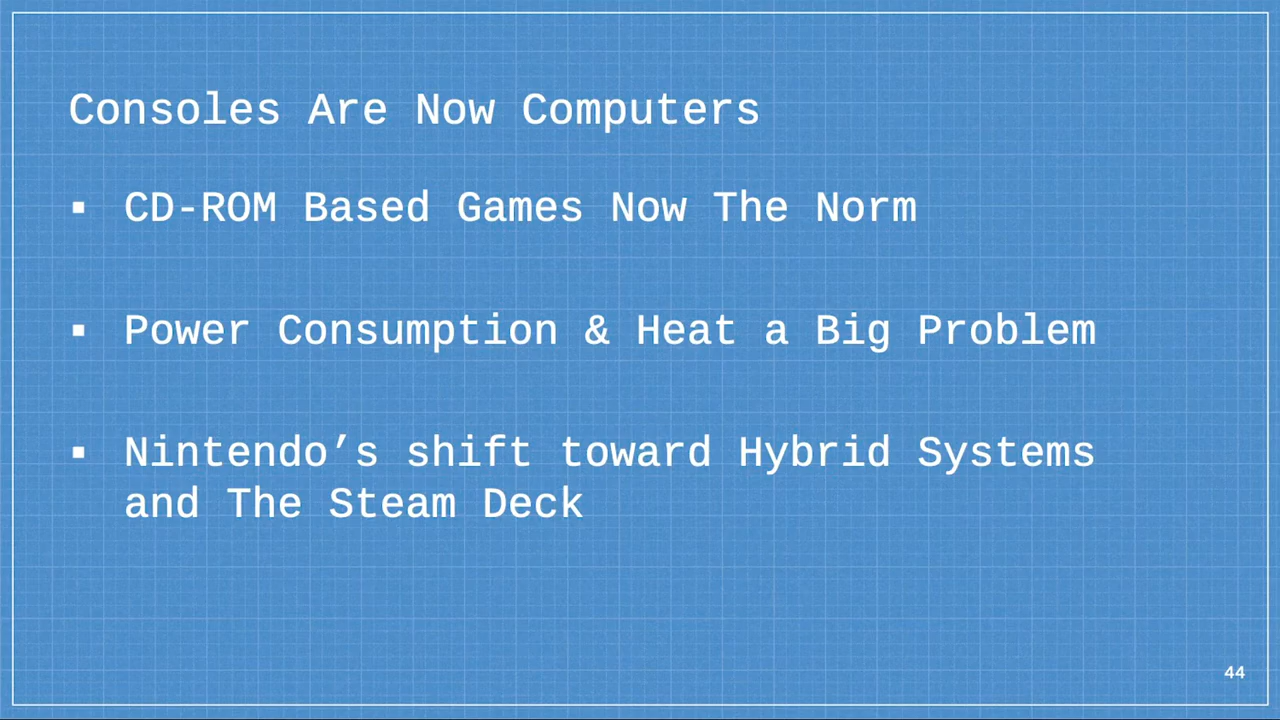 Consoles Are Now Computers
▪ CD-ROM Based Games Now The Norm
▪ Power Consumption & Heat a Big Problem
▪ Nintendo’s shift toward Hybrid Systems
and The Steam Deck
44